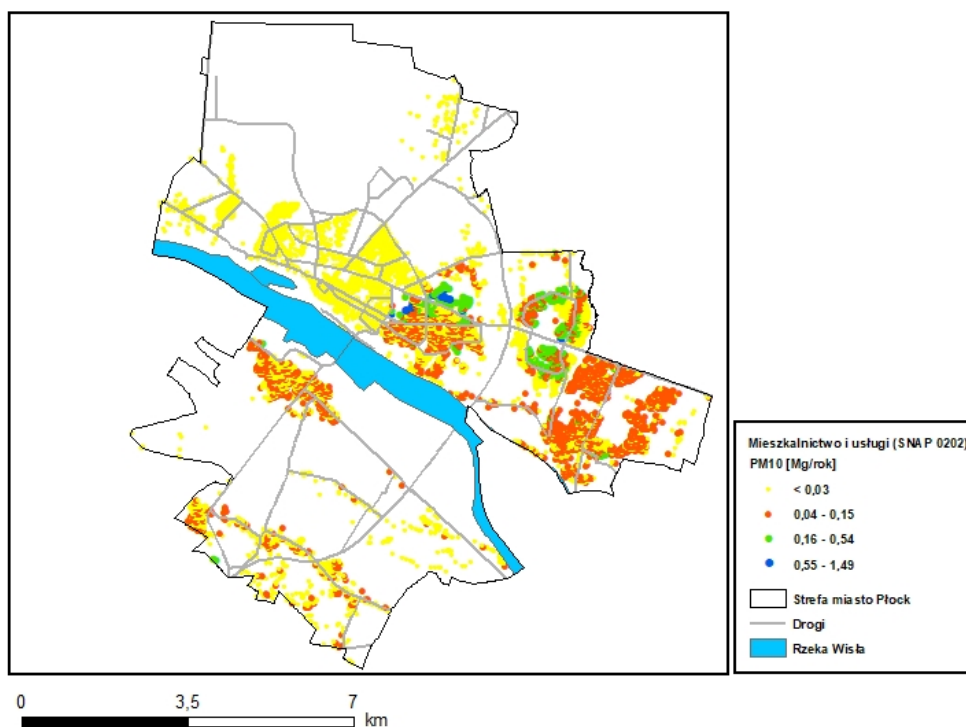 Mieszkalnictwo i usługi (SNAP 0202)
PM10 [Mg/rok]
< 0,03
0,04 - 0,15
0,16 - 0,54
0,55 - 1,49
Strefa miasto Płock
Drogi
Rzeka Wisła
0 3,5 7
km